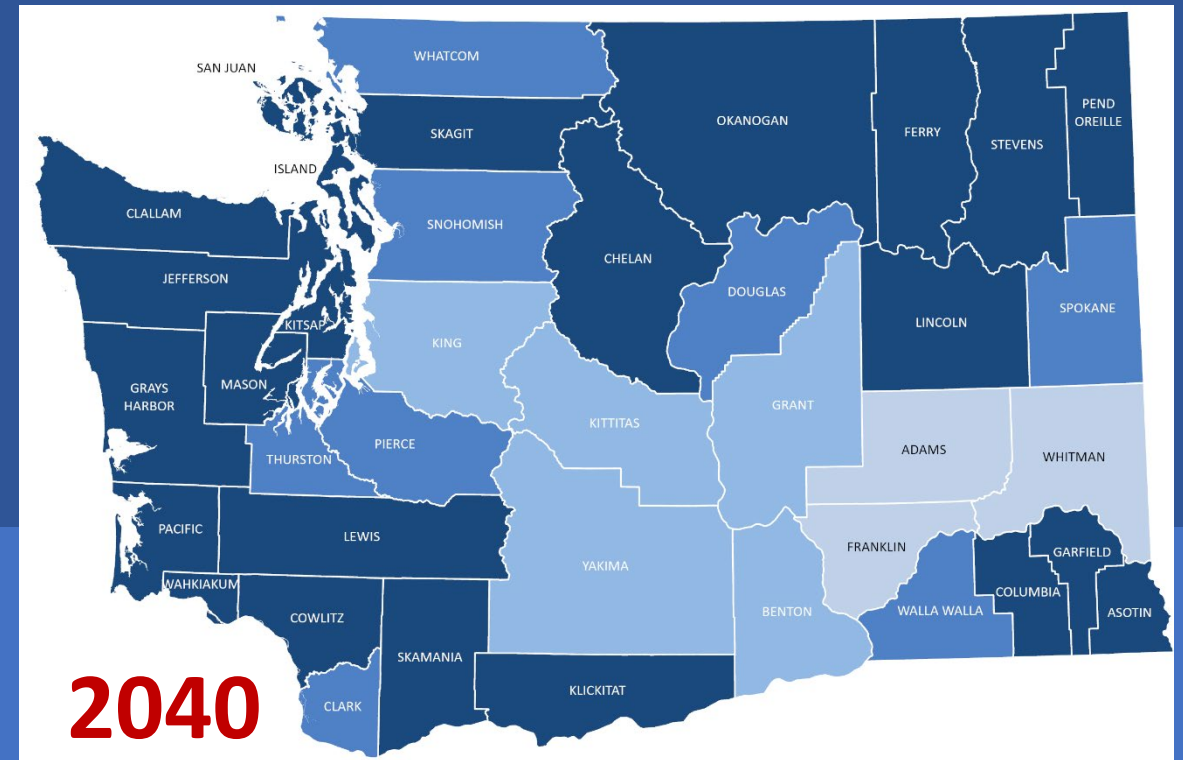 WHATCOM
SAN JUAN
OKANOGAN
PEND
OREILLE
SKAGIT
FERRY
STEVENS
ISLAND
CLALLAM
SNOHOMISH
CHELAN
JEFFERSON
DOUGLAS
SPOKANE
KITSAP
LINCOLN
KING
MASON
GRAYS
HARBOR
GRANT
KITTITAS
PIERCE
ADAMS
WHITMAN
THURSTON
PACIFIC
LEWIS
FRANKLIN
GARFIELD
YAKIMA
WAHKIAKUM
COLUMBIA
BENTON
WALLA WALLA
ASOTIN
COWLITZ
SKAMANIA
KLICKITAT
CLARK
2040